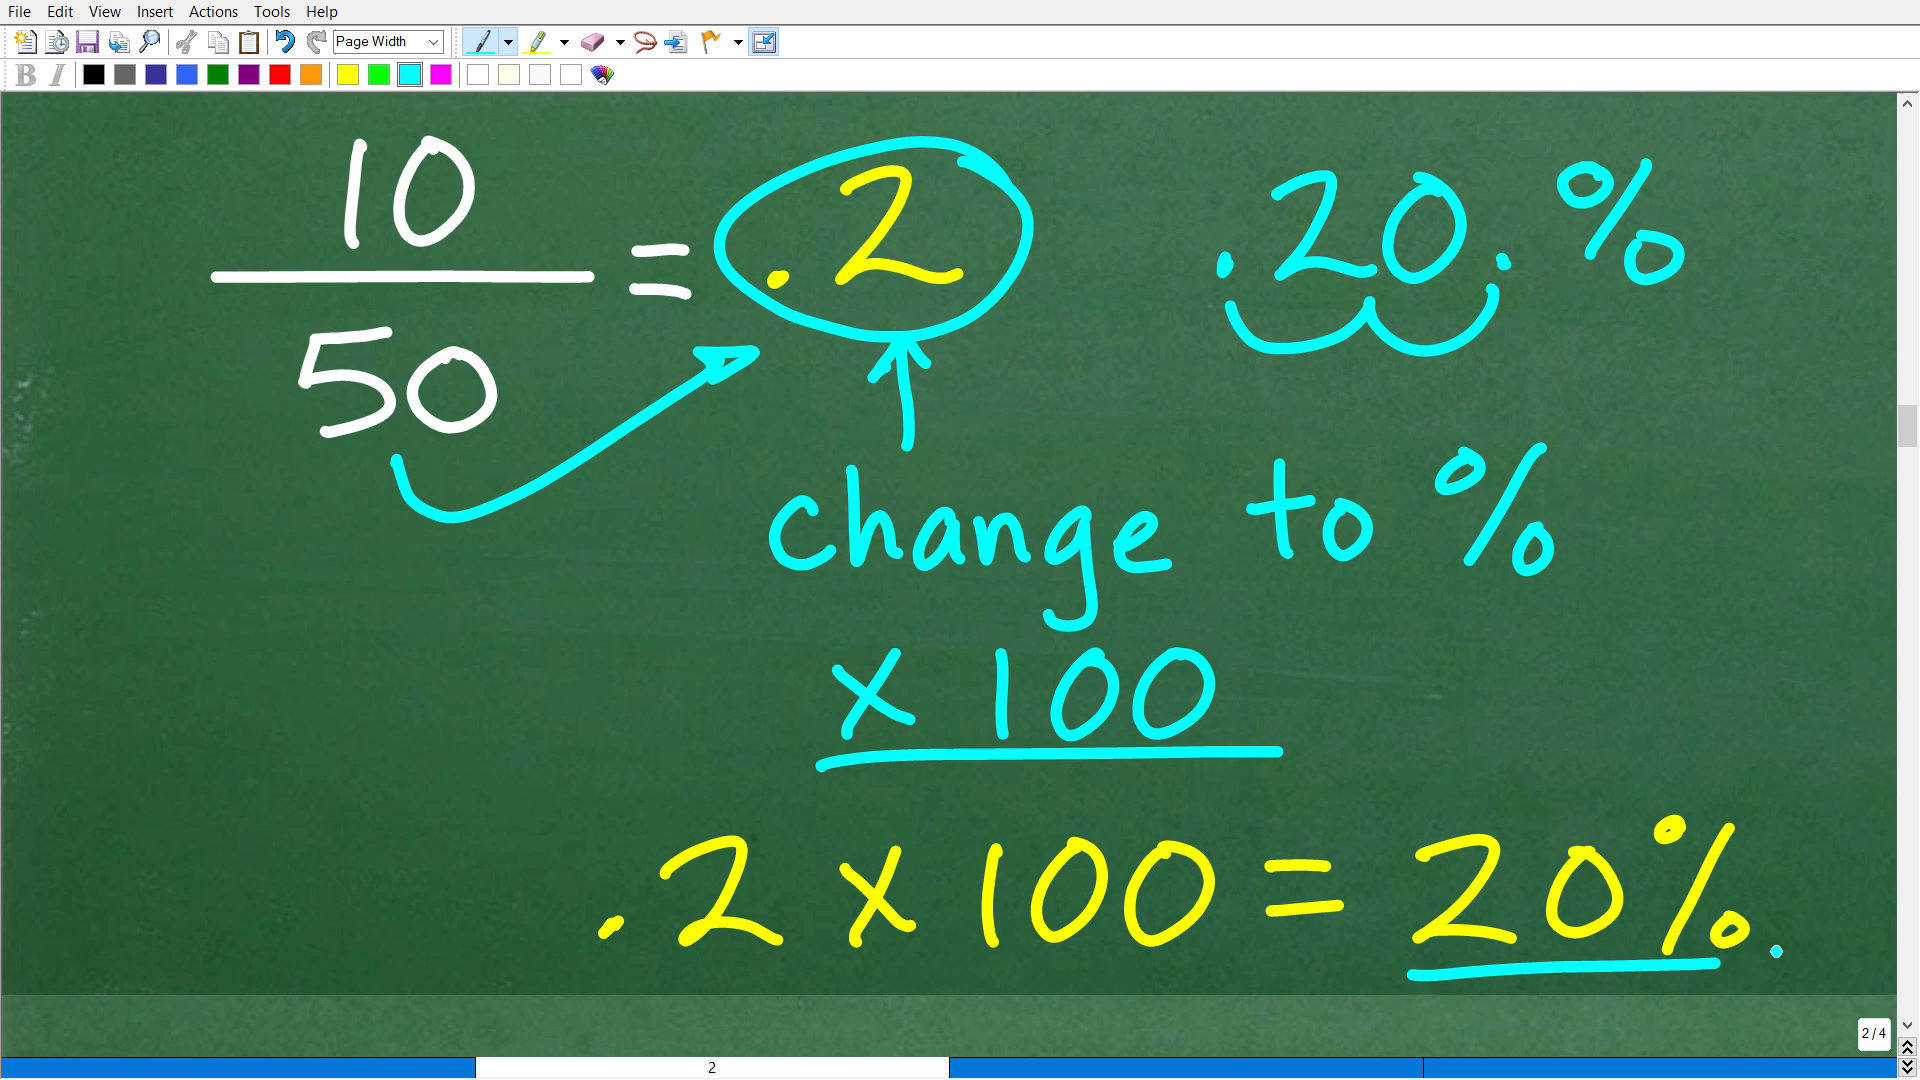 File Edit View Insert Actions Tools Help
Page Width
B I
10
50
= .2
.20. %
change to %
x 100
.2 x 100 = 20%
2 / 4
2